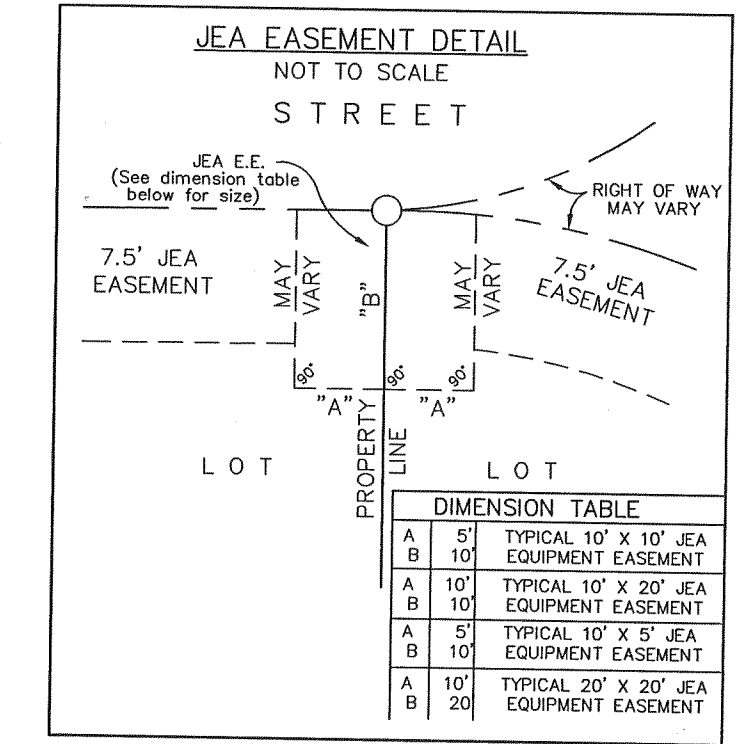 JEA EASEMENT DETAIL
NOT TO SCALE
STREET
JEA E.E.
(See dimension table
below for size)
RIGHT OF WAY
MAY VARY
7.5' JEA
EASEMENT
MAY
VARY
"B"
MAY
VARY
7.5' JEA
EASEMENT
90°
90°
90°
"A"
"A"
PROPERTY
LINE
LOT
LOT
DIMENSION TABLE
A 5' TYPICAL 10' X 10' JEA
B 10' EQUIPMENT EASEMENT
A 10' TYPICAL 10' X 20' JEA
B 10' EQUIPMENT EASEMENT
A 5' TYPICAL 10' X 5' JEA
B 10' EQUIPMENT EASEMENT
A 10' TYPICAL 20' X 20' JEA
B 20 EQUIPMENT EASEMENT